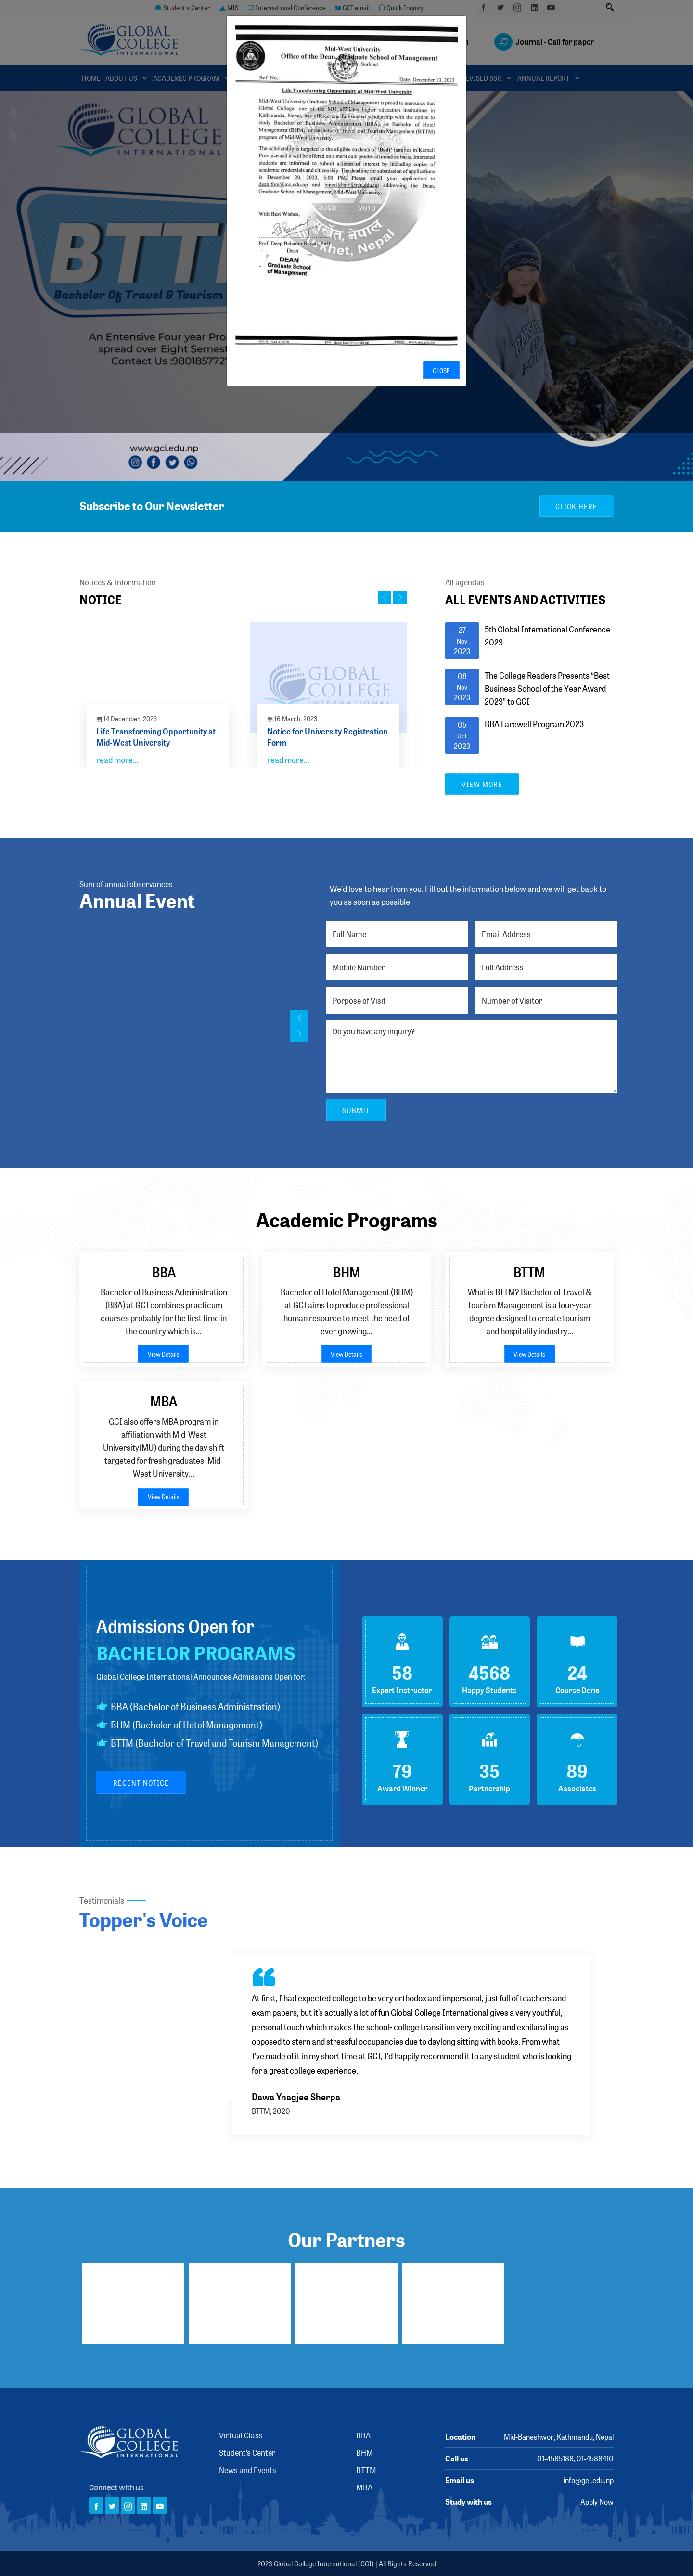 Student's Center MIS International Conference GCI email Quick Inquiry
GLOBAL
COLLEGE
INTERNATIONAL
Journal - Call for paper
HOME ABOUT US ACADEMIC PROGRAM REVISED SSR ANNUAL REPORT
Mid-West University
Office of the Dean, Graduate School of Management
Surkhet
Ref. No.:
Date: December 13, 2023
Life Transforming Opportunity at Mid-West University
Mid-West University Graduate School of Management is proud to announce that
Global College, one of the MU affiliate higher education institutions in
Kathmandu, Nepal, has offered ten full-funded scholarship with the option to
study Bachelor of Business Administration (BBA), or Bachelor of Hotel
Management (BHM), or Bachelor of Travel and Tourism Management (BTTM)
program of Mid-West University.
The scholarship is targeted to the eligible students of "Badi" families in Karnali
Province and it will be offered on a merit cum gender affirmation basis. Interested
students are informed to submit a letter of interest by including copies of
academic credentials and citizenship. The deadline for submission of applications
is December 20, 2023, 5:00 PM. Please email your application to
addressing the Dean,
Graduate School of Management, Mid-West University.
With Best Wishes,
DEAN
Graduate School
of Management
CLOSE
GLOBAL
COLLEGE
INTERNATIONAL
BTT
Bachelor Of Travel & Tourism
An Entensive Four year Pro
spread over Eight Semest
Contact Us :980185772
www.gci.edu.np
Subscribe to Our Newsletter
CLICK HERE
Notices & Information
NOTICE
14 December, 2023
Life Transforming Opportunity at
Mid-West University
read more...
GLOBAL
COLLEGE
16 March, 2023
Notice for University Registration
Form
read more...
All agendas
ALL EVENTS AND ACTIVITIES
27
Nov
2023
5th Global International Conference
2023
08
Nov
2023
The College Readers Presents "Best
Business School of the Year Award
2023" to GCI
05
Oct
2023
BBA Farewell Program 2023
VIEW MORE
Sum of annual observances
Annual Event
We'd love to hear from you. Fill out the information below and we will get back to
you as soon as possible.
Full Name
Email Address
Mobile Number
Full Address
Porpose of Visit
Number of Visitor
Do you have any inquiry?
SUBMIT
Academic Programs
BBA
Bachelor of Business Administration
(BBA) at GCI combines practicum
courses probably for the first time in
the country which is...
View Details
BHM
Bachelor of Hotel Management (BHM)
at GCI aims to produce professional
human resource to meet the need of
ever growing...
View Details
BTTM
What is BTTM? Bachelor of Travel &
Tourism Management is a four-year
degree designed to create tourism
and hospitality industry...
View Details
MBA
GCI also offers MBA program in
affiliation with Mid-West
University(MU) during the day shift
targeted for fresh graduates. Mid-
West University...
View Details
Admissions Open for
BACHELOR PROGRAMS
Global College International Announces Admissions Open for:
BBA (Bachelor of Business Administration)
BHM (Bachelor of Hotel Management)
BTTM (Bachelor of Travel and Tourism Management)
RECENT NOTICE
58
Expert Instructor
4568
Happy Students
24
Course Done
79
Award Winner
35
Partnership
89
Associates
Testimonials
Topper's Voice
At first, I had expected college to be very orthodox and impersonal, just full of teachers and
exam papers, but it's actually a lot of fun Global College International gives a very youthful,
personal touch which makes the school- college transition very exciting and exhilarating as
opposed to stern and stressful occupancies due to daylong sitting with books. From what
I've made of it in my short time at GCI, I'd happily recommend it to any student who is looking
for a great college experience.
Dawa Ynagjee Sherpa
BTTM, 2020
Our Partners
GLOBAL
COLLEGE
INTERNATIONAL
Connect with us
Virtual Class
Student's Center
News and Events
BBA
BHM
BTTM
MBA
Location Mid-Baneshwor, Kathmandu, Nepal
Call us 01-4565186, 01-4588410
Email us info@gci.edu.np
Study with us Apply Now
2023 Global College International (GCI) | All Rights Reserved